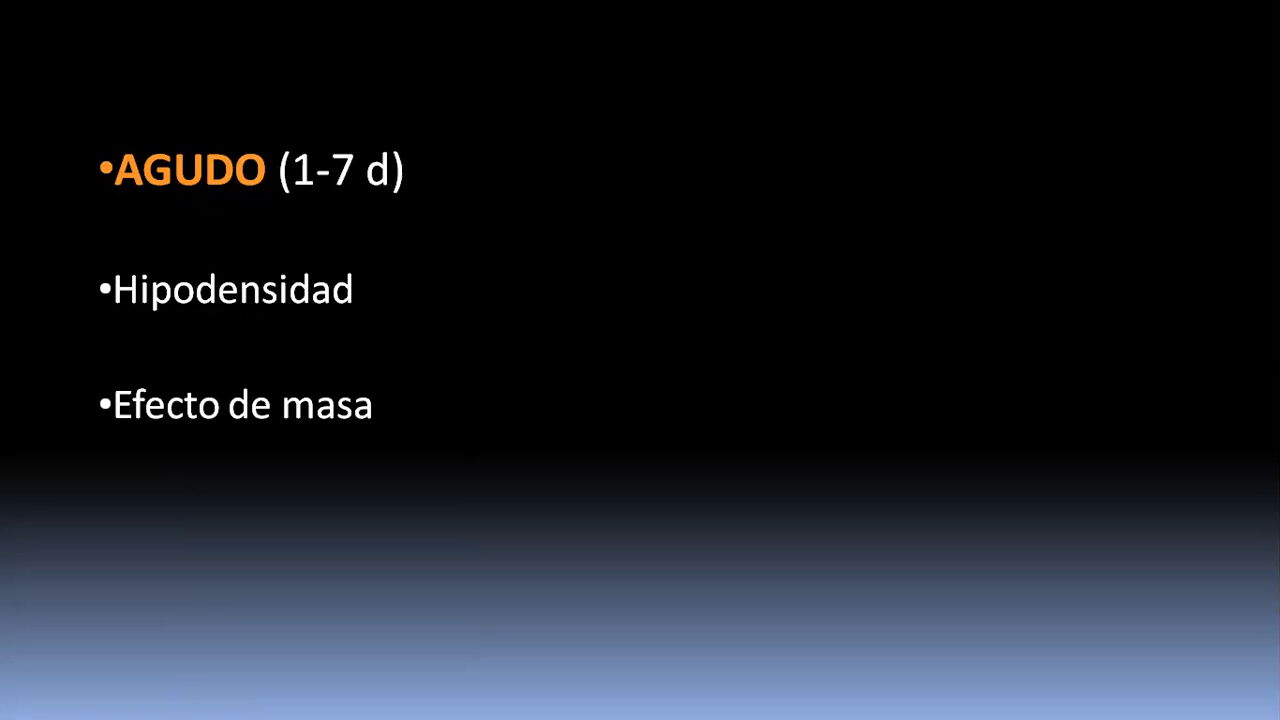 •AGUDO (1-7 d)
•Hipodensidad
•Efecto de masa